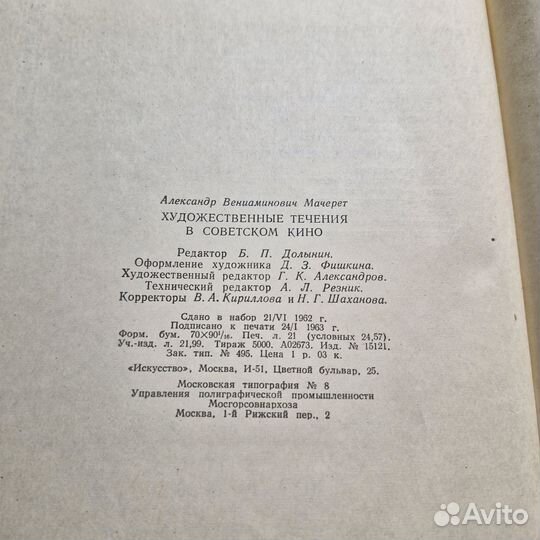 Александр Вениаминович Мачерет
ХУДОЖЕСТВЕННЫЕ ТЕЧЕНИЯ
В СОВЕТСКОМ КИНО
Редактор Б. П. Долынин.
Оформление художника Д. З. Фишкина.
Художественный редактор Г. К. Александров.
Технический редактор А. Л. Резник.
Корректоры В. А. Кириллова и Н. Г. Шаханова.
Сдано в набор 21/VI 1962 г.
Подписано к печати 24/I 1963 г.
Форм. бум. 70×90¹/₁₆. Печ. л. 21 (условных 24,57).
Уч.-изд. л. 21,99. Тираж 5000. А02673. Изд. № 15121.
Зак. тип. № 495. Цена 1 р. 03 к.
«Искусство», Москва, И-51, Цветной бульвар, 25.
Московская типография № 8
Управления полиграфической промышленности
Мосгорсовнархоза
Москва, 1-й Рижский пер., 2
Avito